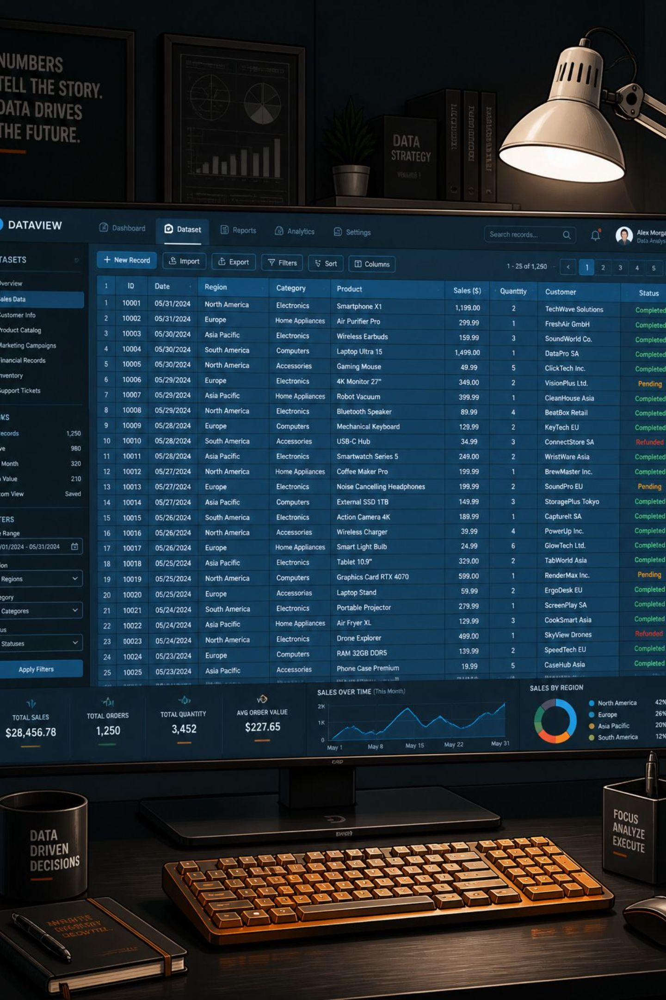 NUMBERS
TELL THE STORY.
DATA DRIVES
THE FUTURE.
DATA
STRATEGY
DATAVIEW
Dashboard
Dataset
Reports
Analytics
Settings
Search records...
Alex Morga
Data Analys
TASETS
Overview
ales Data
ustomer Info
roduct Catalog
Marketing Campaigns
inancial Records
nventory
Support Tickets
ecords 1,250
ve 980
Month 320
Value 210
om View Saved
TERS
Range
/01/2024 - 05/31/2024
ion
Regions
egory
Categores
us
Statuses
Apply Filters
+ New Record
Import
Export
Filters
Sort
Columns
1 - 25 of 1,260
< 1 2 3 4 5
1 ID Date Region Category Product Sales ($) Quanttty Customer Status
1 10001 05/31/2024 North America Electronics Smartphone X1 1,199.00 2 TechWave Solutions Completed
2 10002 05/31/2024 Europe Home Appliances Air Purifier Pro 299.99 1 FreshAir GmbH Completed
3 10003 05/30/2024 Asia Pacific Electronics Wireless Earbuds 159.99 3 SoundWorld Co. Completed
4 10004 05/30/2024 South America Computers Laptop Ultra 15 1,499.00 1 DataPro SA Completed
5 10005 05/30/2024 North America Accessories Gaming Mouse 49.99 5 ClickTech Inc. Completed
6 10006 05/29/2024 Europe Electronics 4K Monitor 27" 349.00 2 VisionPlus Ltd. Pending
7 10007 05/29/2024 Asia Pacific Home Appliances Robot Vacuum 399.99 1 CleanHouse Asia Completed
8 10008 05/29/2024 North America Electronics Bluetooth Speaker 89.99 4 BeatBox Retail Completed
9 10009 05/28/2024 Europe Computers Mechanical Keyboard 129.99 2 KeyTech EU Completed
10 10010 05/28/2024 South America Accessories USB-C Hub 34.99 3 ConnectStore SA Refunded
11 10011 05/28/2024 Asia Pacific Electronics Smartwatch Series 5 249.00 2 WristWare Asia Completed
12 10012 05/27/2024 North America Home Appliances Coffee Maker Pro 199.99 1 BrewMaster Inc. Completed
13 10013 05/27/2024 Europe Electronics Noise Cancelling Headphones 199.99 2 SoundPro EU Pending
14 10014 05/27/2024 Asia Pacific Computers External SSD 1TB 149.99 3 StoragePlus Tokyo Completed
15 10015 05/26/2024 South America Electronics Action Camera 4K 189.99 1 CaptureIt SA Completed
16 10016 05/26/2024 North America Accessories Wireless Charger 39.99 4 PowerUp Inc. Completed
17 10017 05/26/2024 Europe Home Appliances Smart Light Bulb 24.99 6 GlowTech Ltd. Completed
18 10018 05/25/2024 Asia Pacific Electronics Tablet 10.9" 329.00 2 TabWorld Asia Completed
19 10019 05/25/2024 North America Computers Graphics Card RTX 4070 599.00 1 RenderMax Inc. Pending
20 10020 05/25/2024 Europe Accessorias Laptop Stand 59.99 2 ErgoDesk EU Completed
21 10021 05/24/2024 South America Electronics Portable Projector 279.99 1 ScreenPlay SA Completed
22 10022 05/24/2024 Asia Pacific Home Appliances Air Fryer XL 129.99 3 CookSmart Asia Completed
23 00023 05/24/2024 North America Electronics Drone Explorer 499.00 1 SkyView Drones Refunded
24 10024 05/23/2024 Europe Computers RAM 32GB DDR5 139.99 2 SpeedTech EU Completed
25 10025 05/23/2024 Asia Pacific Accessories Phone Case Premium 19.99 5 CaseHub Asia Completed
TOTAL SALES
$28,456.78
TOTAL ORDERS
1,250
TOTAL QUANTITY
3,452
AVG ORBER VALUE
$227.65
SALES OVER TIME (This Month)
2K
1K
0
May 1 May 8 May 15 May 22 May 31
SALES BY REGION
North America 42%
Europe 26%
Asia Pacific 20%
South America 12%
DATA
DRIVEN
DECISIONS
FOCUS
ANALYZE
EXECUTE